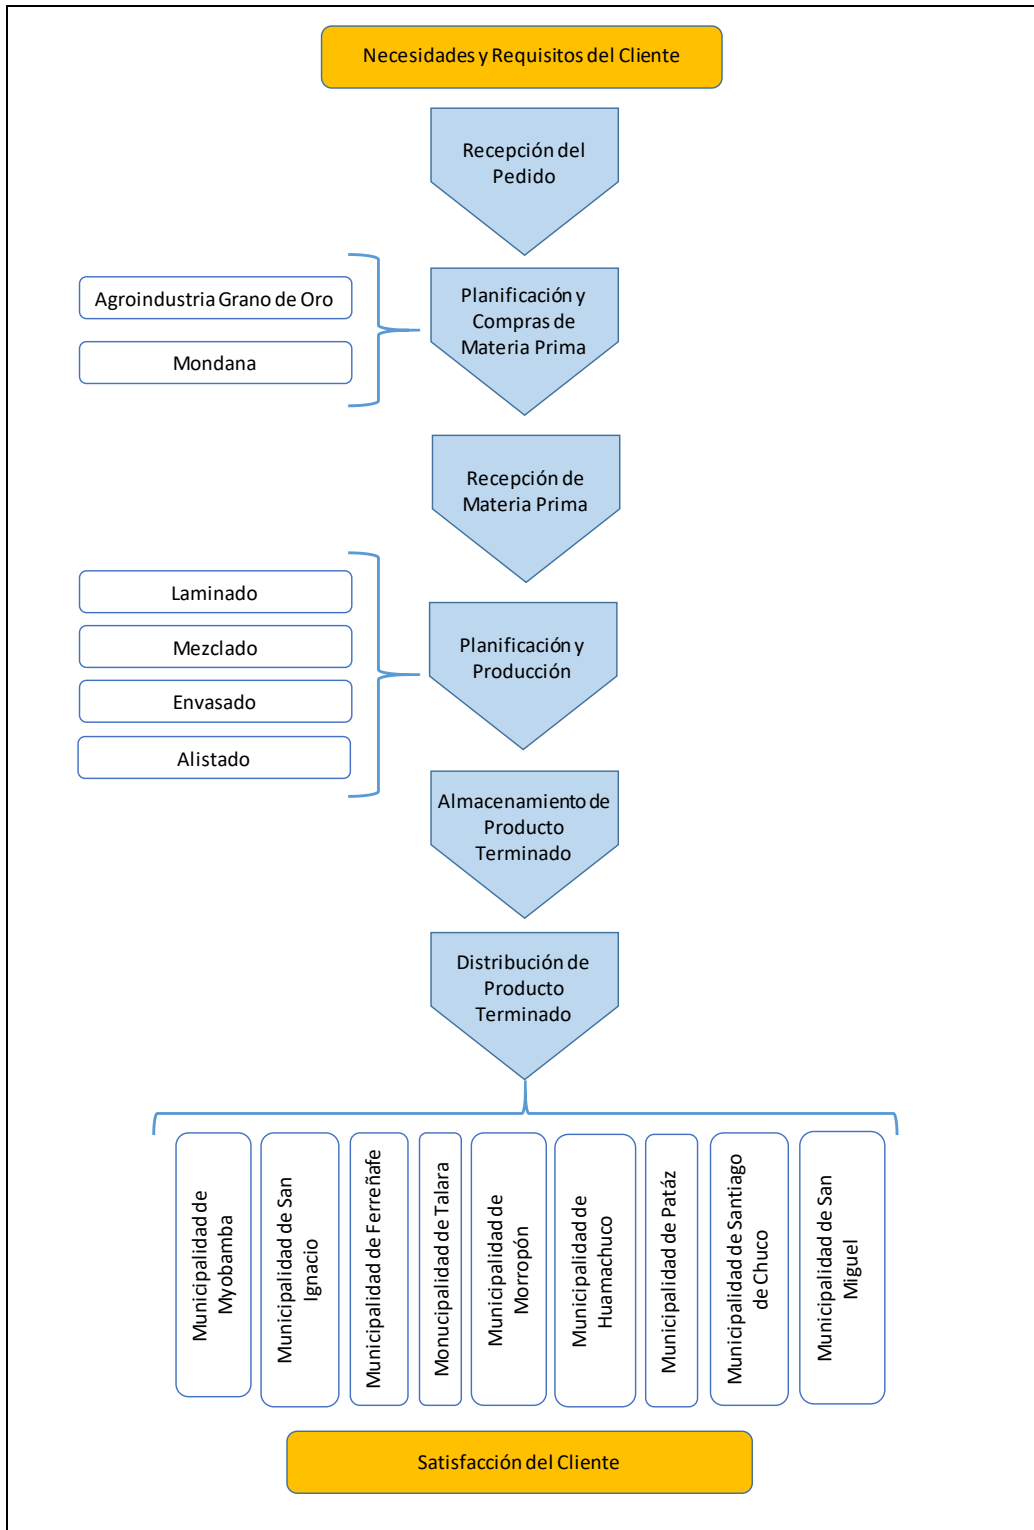 Necesidades y Requisitos del Cliente
Recepción del
Pedido
Agroindustria Grano de Oro
Mondana
Planificación y
Compras de
Materia Prima
Recepción de
Materia Prima
Laminado
Mezclado
Envasado
Alistado
Planificación y
Producción
Almacenamiento de
Producto
Terminado
Distribución de
Producto
Terminado
Municipalidad de
Myobamba
Municipalidad de San
Ignacio
Municipalidad de Ferreñafe
Monucipalidad de Talara
Municipalidad de
Morropón
Municipalidad de
Huamachuco
Municipalidad de Patáz
Municipalidad de Santiago
de Chuco
Municipalidad de San
Miguel
Satisfacción del Cliente